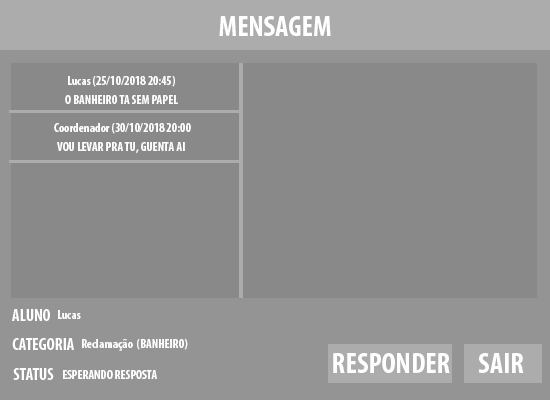 MENSAGEM
Lucas (25/10/2018 20:45)
O BANHEIRO TA SEM PAPEL
Coordenador (30/10/2018 20:00
VOU LEVAR PRA TU, GUENTA AI
ALUNO Lucas
CATEGORIA Reclamação (BANHEIRO)
STATUS ESPERANDO RESPOSTA
RESPONDER SAIR